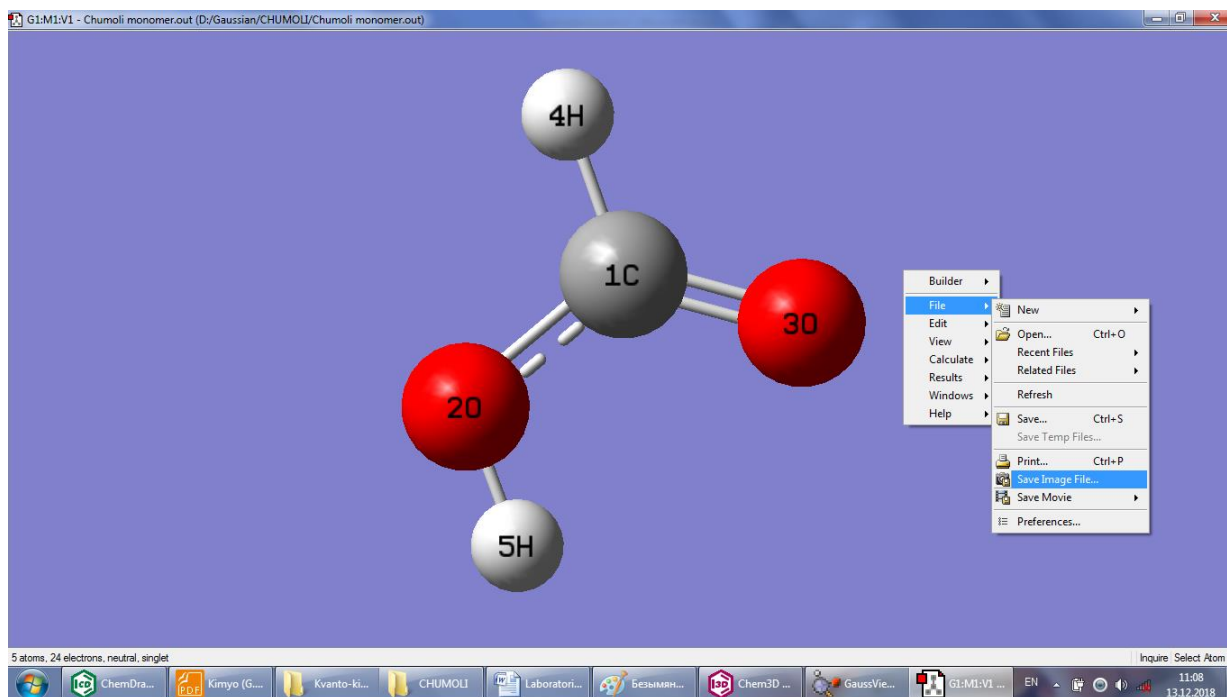 G1:M1:V1 - Chumoli monomer.out (D:/Gaussian/CHUMOLI/Chumoli monomer.out)
4H
1C
3O
2O
5H
Builder
File
Edit
View
Calculate
Results
Windows
Help
New
Open... Ctrl+O
Recent Files
Related Files
Refresh
Save... Ctrl+S
Save Temp Files...
Print... Ctrl+P
Save Image File...
Save Movie
Preferences...
5 atoms, 24 electrons, neutral, singlet
Inquire Select Atom
ChemDra...
PDF
Kimyo (G....
Kvanto-ki...
CHUMOLI
Laboratori...
Безымян...
Chem3D ...
GaussVie...
G1:M1:V1 ...
EN
11:08
13.12.2018